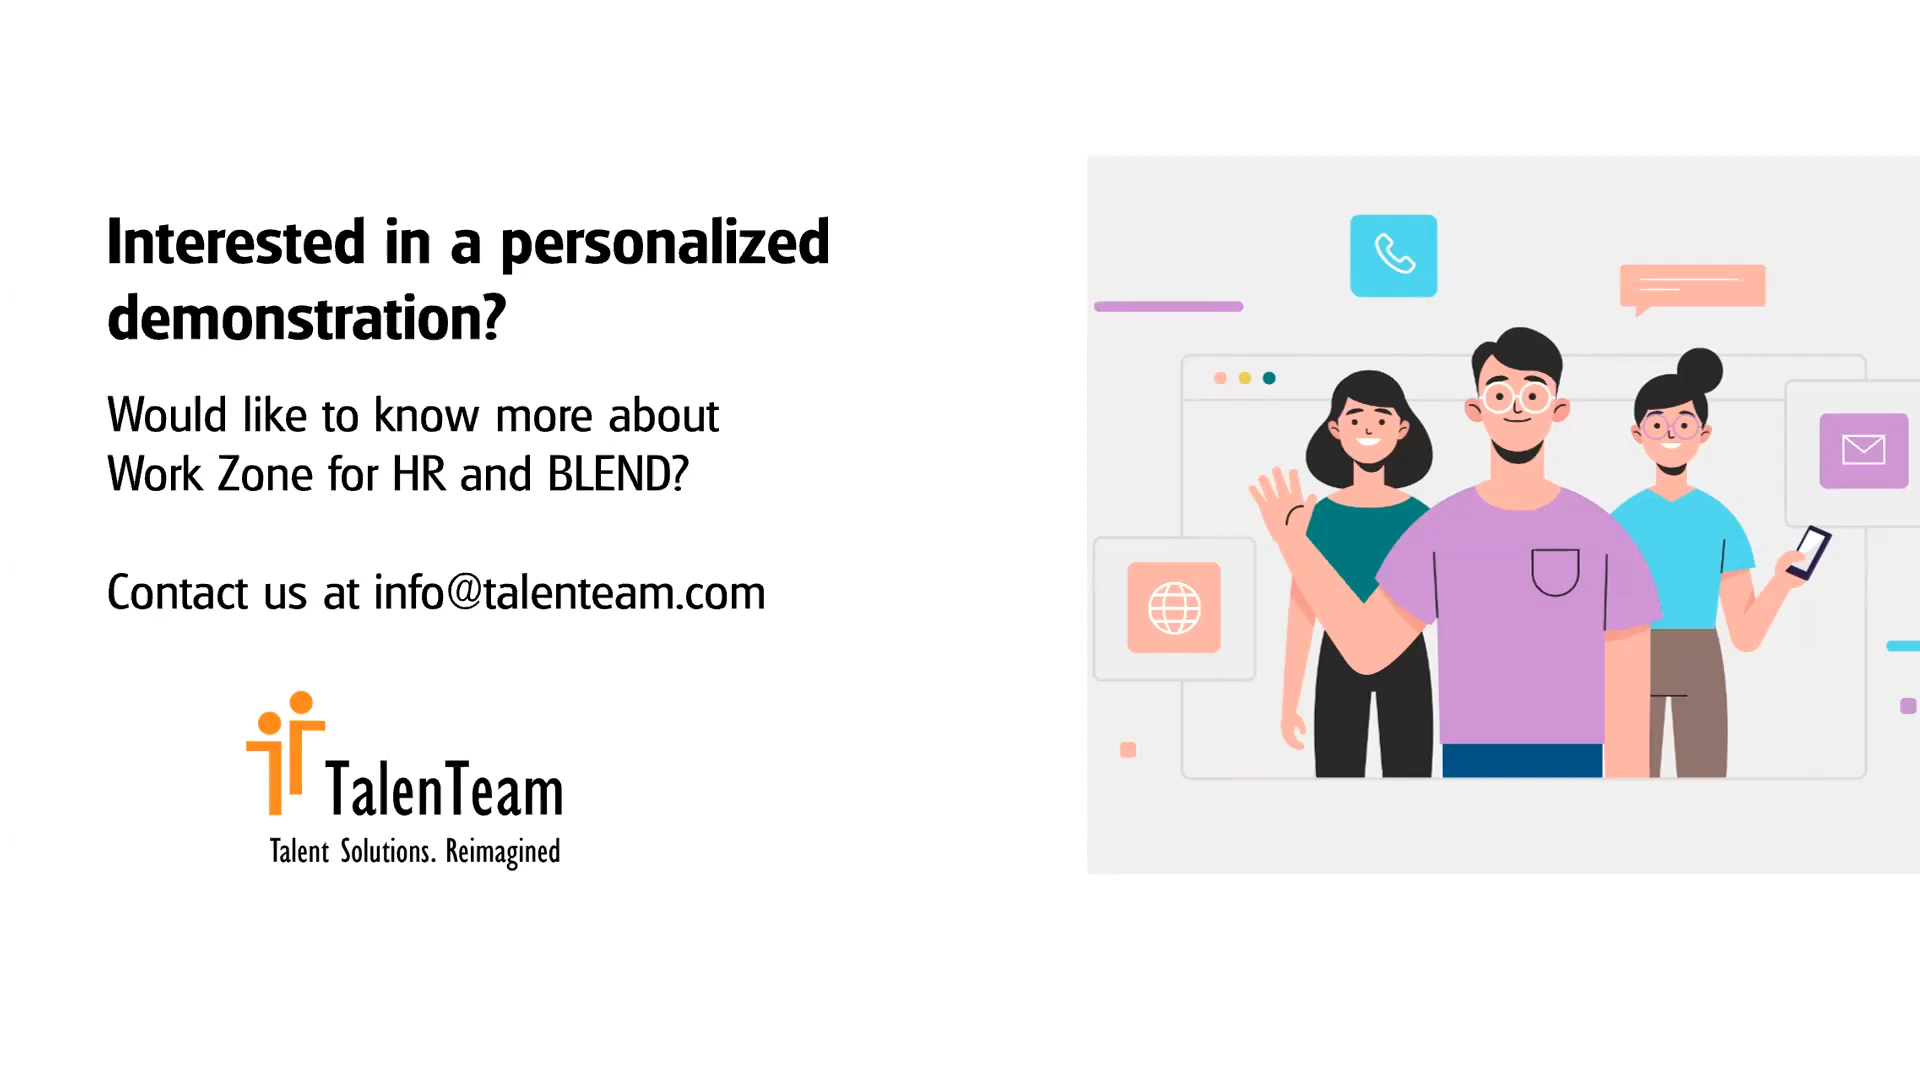 Interested in a personalized
demonstration?
Would like to know more about
Work Zone for HR and BLEND?
Contact us at info@talenteam.com
TalenTeam
Talent Solutions. Reimagined